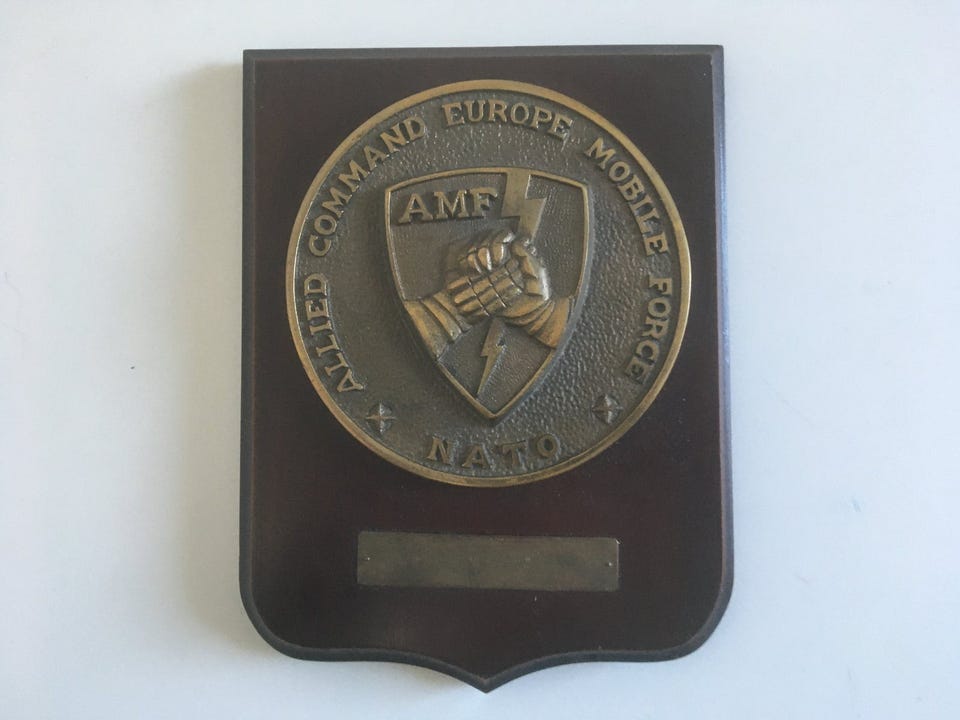 ALLIED COMMAND EUROPE MOBILE FORCE
AMF
NATO